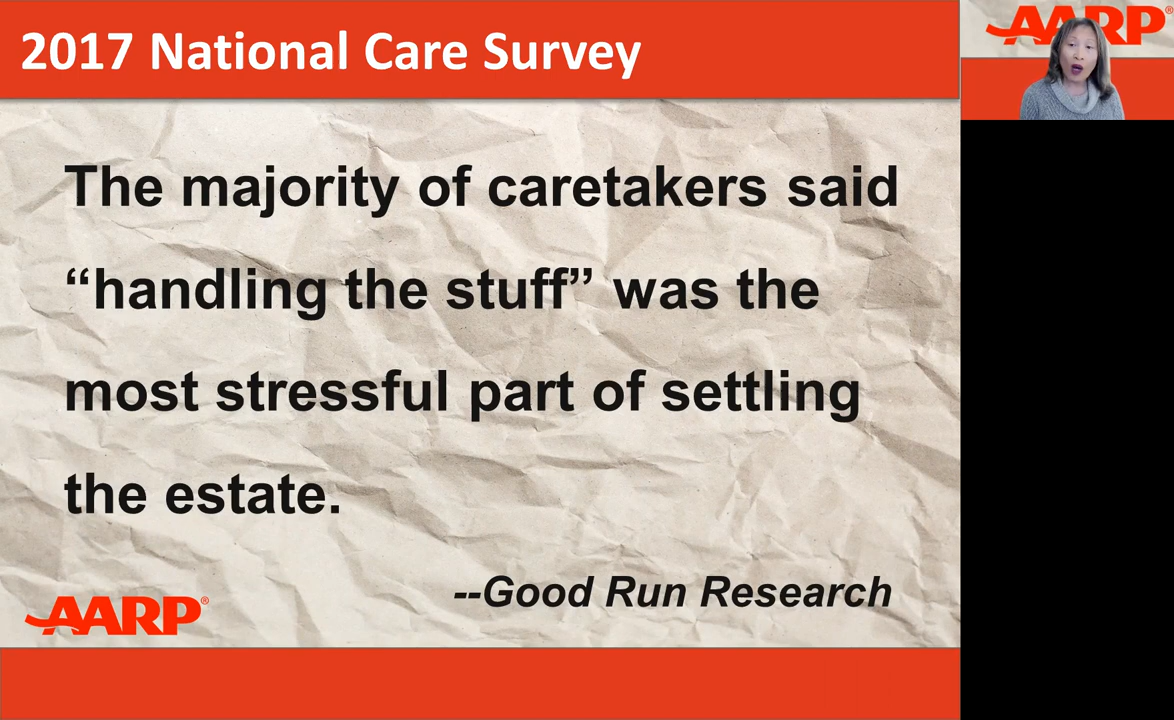 2017 National Care Survey
The majority of caretakers said
“handling the stuff” was the
most stressful part of settling
the estate.
--Good Run Research
AARP®
AARP®